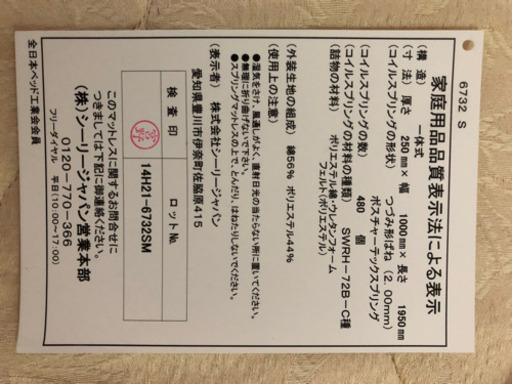 6732 S
家庭用品品質表示法による表示
(構 造) 一体式
(寸 法) 厚さ 250㎜×幅 1000㎜×長さ 1950㎜
(コイルスプリングの形状) つづみ形ばね(2.00mm)
ポスチャーテックスプリング
(コイルスプリングの数) 480 個
(コイルスプリングの材料の種類) SWRH-72B-C種
(詰物の材料) ポリエステル綿・ウレタンフォーム
フェルト(ポリエステル)
(外装生地の組成) 綿56% ポリエステル44%
(使用上の注意)
●湿気をさけ、風通しがよく、直射日光の当たらない所に置いてください。
●無理に折り曲げないでください。
●スプリングマットレスの上で、とんだり、はねたりしないでください。
(表示者) 株式会社シーリージャパン
愛知県豊川市伊奈町佐脇原415
検 査 印
ロット№
14H21-6732SM
このマットレスに関するお問合せに
つきましては下記に御連絡ください。
(株)シーリージャパン営業本部
0120-770-366
フリーダイヤル 平日(10:00〜17:00)
全日本ベッド工業会会員